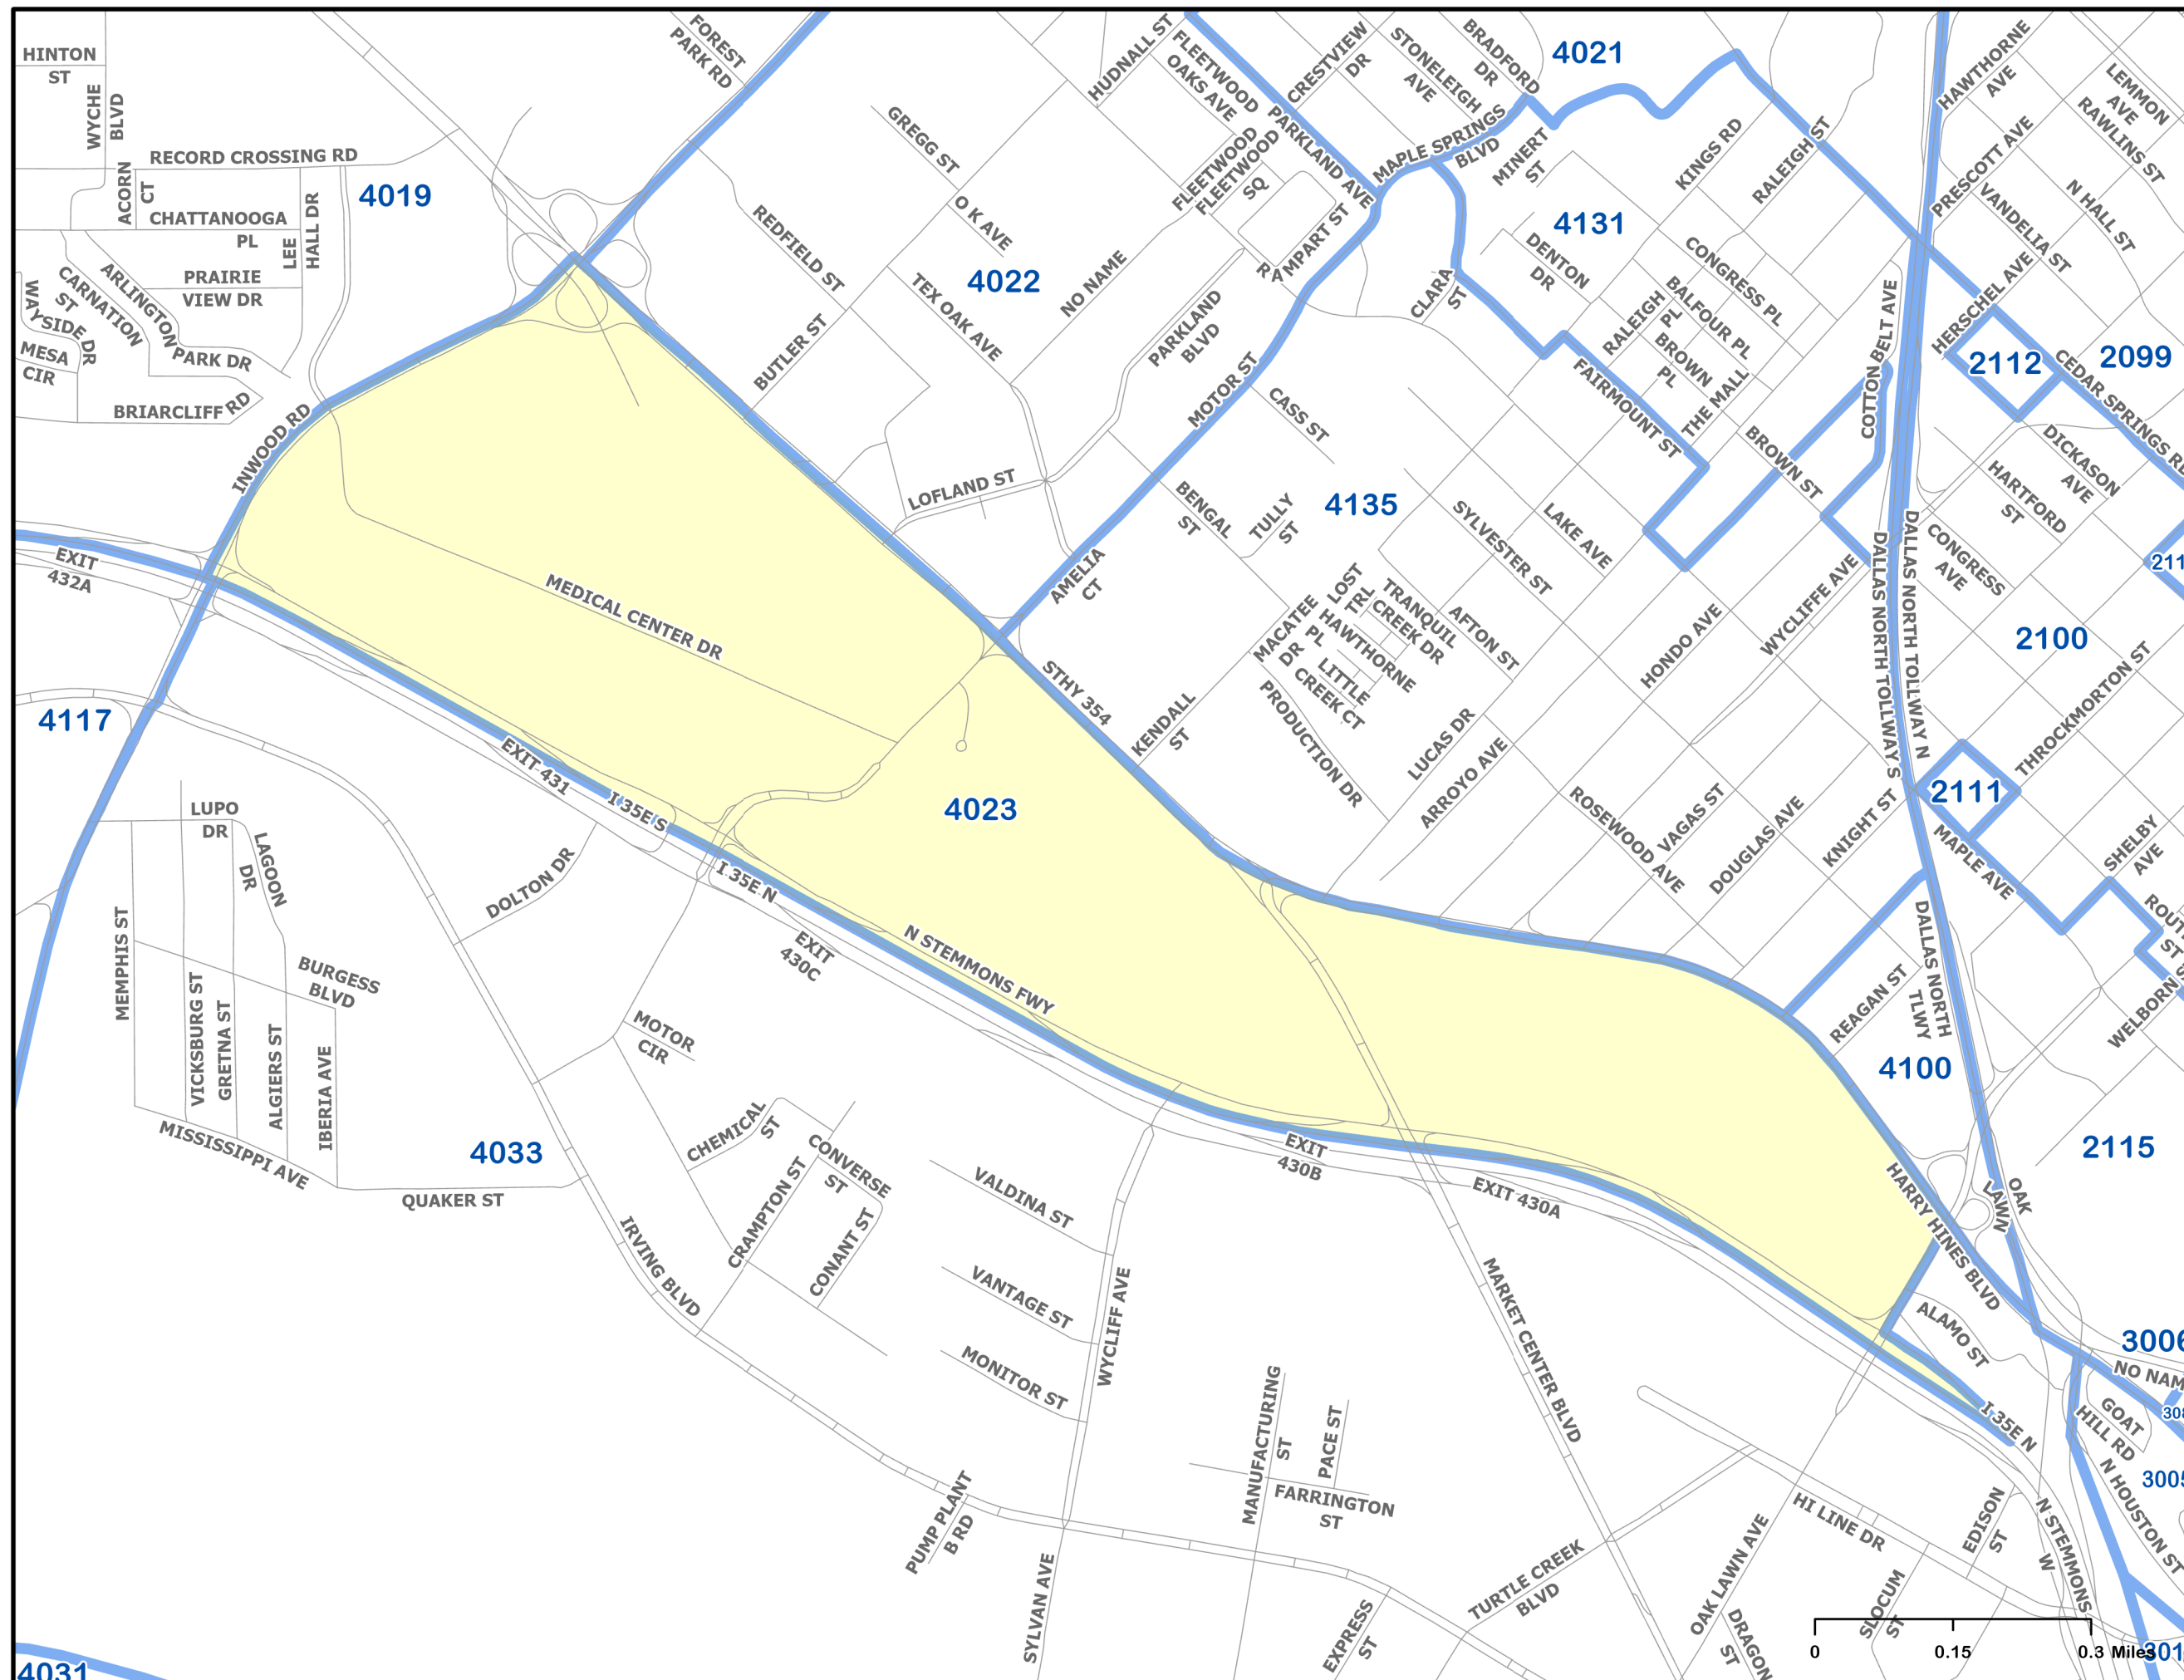 HINTON
ST
WYCHE
BLVD
FOREST
PARK RD
HUDNALL ST
FLEETWOOD
OAKS AVE
CRESTVIEW
DR
STONELEIGH
AVE
BRADFORD
DR
4021
HAWTHORNE
AVE
LEMMON
AVE
RAWLINS ST
RECORD CROSSING RD
ACORN
CT
4019
CHATTANOOGA
PL
LEE
HALL DR
PRAIRIE
VIEW DR
ARLINGTON
PARK DR
CARNATION
ST
WAYSIDE
DR
MESA
CIR
BRIARCLIFF RD
INWOOD RD
GREGG ST
O K AVE
REDFIELD ST
4022
TEX OAK AVE
NO NAME
BUTLER ST
PARKLAND
BLVD
LOFLAND ST
FLEETWOOD
FLEETWOOD
SQ
PARKLAND AVE
RAMPART ST
MAPLE SPRINGS
BLVD
MINERT
ST
KINGS RD
RALEIGH ST
4131
DENTON
DR
CLARA
ST
CONGRESS PL
BALFOUR PL
RALEIGH
PL
BROWN
PL
THE MALL
FAIRMOUNT ST
COTTON BELT AVE
PRESCOTT AVE
VANDELIA ST
N HALL ST
HERSCHEL AVE
2112
2099
CEDAR SPRINGS RD
DICKASON
AVE
HARTFORD
ST
CONGRESS
AVE
211
MOTOR ST
CASS ST
4135
BENGAL
ST
TULLY
ST
SYLVESTER ST
LAKE AVE
BROWN ST
AMELIA
CT
LOST
TRL
TRANQUIL
CREEK DR
AFTON ST
MACATEE
DR
HAWTHORNE
PL
DR
LITTLE
CREEK CT
PRODUCTION DR
KENDALL
ST
STHY 354
LUCAS DR
ARROYO AVE
HONDO AVE
WYCLIFFE AVE
DALLAS NORTH TOLLWAY S
DALLAS NORTH TOLLWAY N
2100
THROCKMORTON ST
2111
MAPLE AVE
SHELBY
AVE
ROSEWOOD AVE
VAGAS ST
DOUGLAS AVE
KNIGHT ST
DALLAS NORTH
TLWY
REAGAN ST
4100
WELBORN
2115
EXIT
432A
MEDICAL CENTER DR
4117
EXIT 431
I 35E S
4023
I 35E N
EXIT
430C
N STEMMONS FWY
LUPO
DR
LAGOON
DR
DOLTON DR
MEMPHIS ST
VICKSBURG ST
GRETNA ST
ALGIERS ST
BURGESS
BLVD
IBERIA AVE
MISSISSIPPI AVE
QUAKER ST
4033
MOTOR
CIR
CHEMICAL
ST
CONVERSE
ST
CRAMPTON ST
CONANT ST
IRVING BLVD
VALDINA ST
VANTAGE ST
MONITOR ST
WYCLIFF AVE
EXIT
430B
EXIT 430A
MARKET CENTER BLVD
HARRY HINES BLVD
OAK
LAWN
ALAMO ST
3006
I 35E N
GOAT
HILL RD
N HOUSTON ST
PUMP PLANT
B RD
SYLVAN AVE
MANUFACTURING
ST
PACE ST
FARRINGTON
ST
EXPRESS
ST
TURTLE CREEK
BLVD
OAK LAWN AVE
DRAGON
ST
HI LINE DR
SLOCUM
ST
EDISON
ST
N STEMMONS
W
4031
0
0.15
0.3 Miles